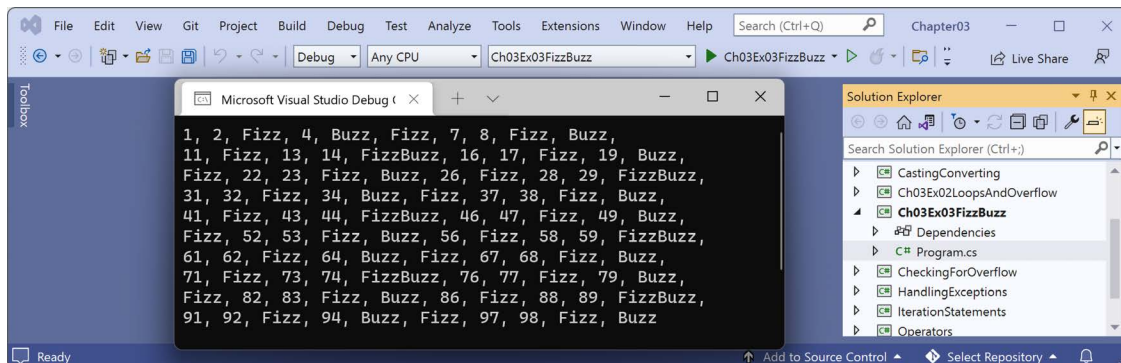 File Edit View Git Project Build Debug Test Analyze Tools Extensions Window Help Search (Ctrl+Q) Chapter03
Debug Any CPU Ch03Ex03FizzBuzz Ch03Ex03FizzBuzz Live Share
Toolbox
Microsoft Visual Studio Debug
1, 2, Fizz, 4, Buzz, Fizz, 7, 8, Fizz, Buzz,
11, Fizz, 13, 14, FizzBuzz, 16, 17, Fizz, 19, Buzz,
Fizz, 22, 23, Fizz, Buzz, 26, Fizz, 28, 29, FizzBuzz,
31, 32, Fizz, 34, Buzz, Fizz, 37, 38, Fizz, Buzz,
41, Fizz, 43, 44, FizzBuzz, 46, 47, Fizz, 49, Buzz,
Fizz, 52, 53, Fizz, Buzz, 56, Fizz, 58, 59, FizzBuzz,
61, 62, Fizz, 64, Buzz, Fizz, 67, 68, Fizz, Buzz,
71, Fizz, 73, 74, FizzBuzz, 76, 77, Fizz, 79, Buzz,
Fizz, 82, 83, Fizz, Buzz, 86, Fizz, 88, 89, FizzBuzz,
91, 92, Fizz, 94, Buzz, Fizz, 97, 98, Fizz, Buzz
Solution Explorer
Search Solution Explorer (Ctrl+;)
C# CastingConverting
C# Ch03Ex02LoopsAndOverflow
C# Ch03Ex03FizzBuzz
Dependencies
C# Program.cs
C# CheckingForOverflow
C# HandlingExceptions
C# IterationStatements
C# Operators
Ready Add to Source Control Select Repository